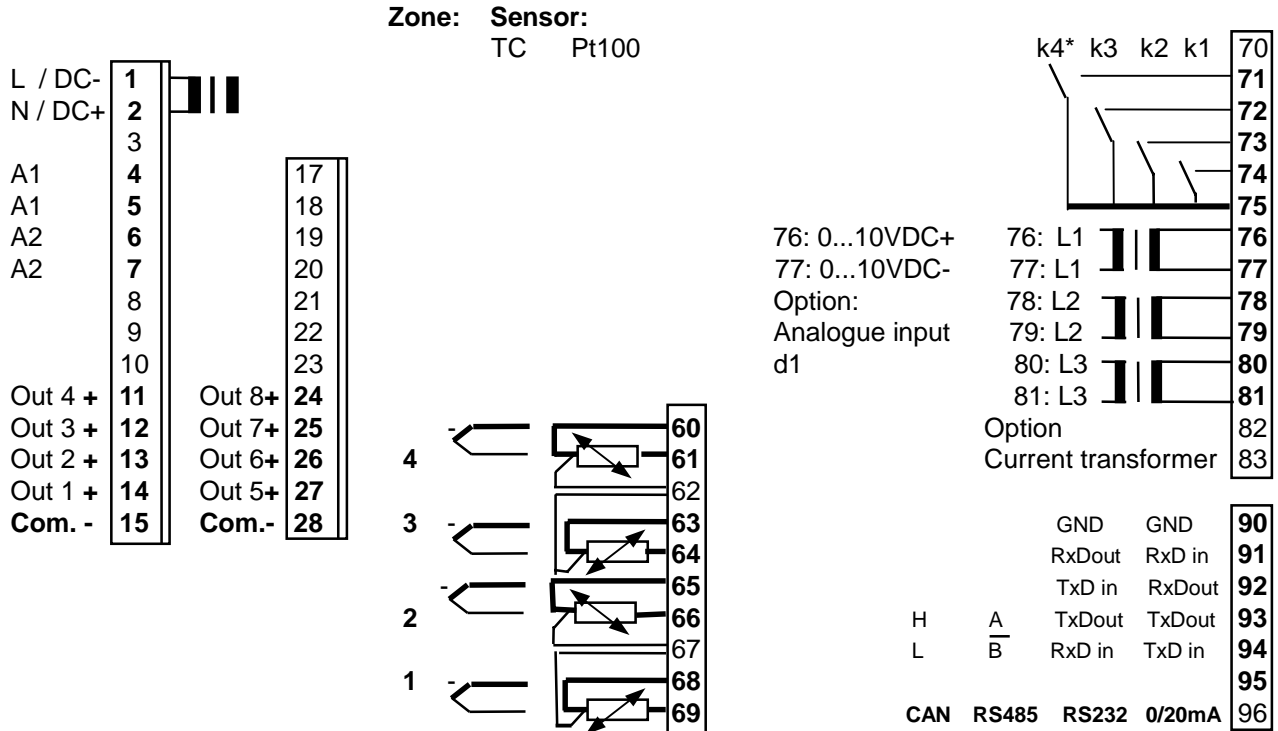 Zone: Sensor:
TC Pt100
L / DC- 1
N / DC+ 2
3
A1 4
A1 5
A2 6
A2 7
8
9
10
Out 4 + 11
Out 3 + 12
Out 2 + 13
Out 1 + 14
Com. - 15
17
18
19
20
21
22
23
Out 8+ 24
Out 7+ 25
Out 6+ 26
Out 5+ 27
Com.- 28
4 - 60
61
62
3 - 63
64
2 - 65
66
67
1 - 68
69
k4* k3 k2 k1 70
71
72
73
74
75
76: 0...10VDC+ 76: L1 76
77: 0...10VDC- 77: L1 77
Option: 78: L2 78
Analogue input 79: L2 79
d1 80: L3 80
81: L3 81
Option 82
Current transformer 83
GND GND 90
RxDout RxD in 91
TxD in RxDout 92
H A TxDout TxDout 93
L B̅ RxD in TxD in 94
95
CAN RS485 RS232 0/20mA 96